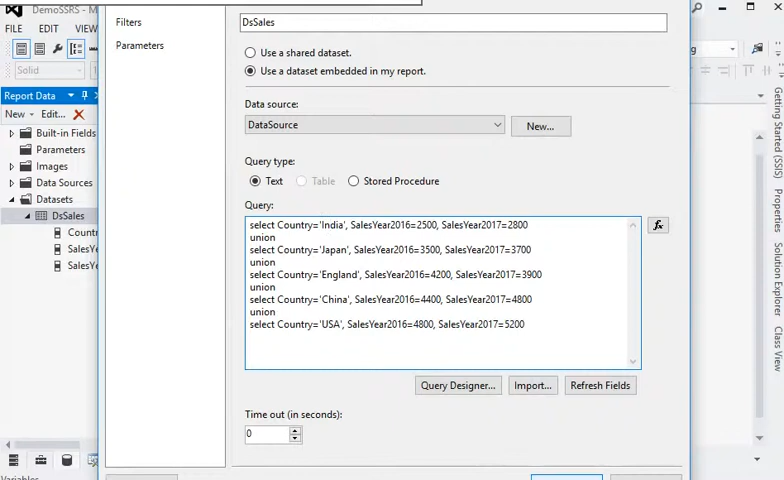 DemoSSRS
FILE
EDIT
VIEW
Solid
Report Data
New
Edit...
Built-in Fields
Parameters
Images
Data Sources
Datasets
DsSales
Filters
Parameters
DsSales
Use a shared dataset.
Use a dataset embedded in my report.
Data source:
DataSource
New...
Query type:
Text
Table
Stored Procedure
Query:
fx
select Country='India', SalesYear2016=2500, SalesYear2017=2800
union
select Country='Japan', SalesYear2016=3500, SalesYear2017=3700
union
select Country='England', SalesYear2016=4200, SalesYear2017=3900
union
select Country='China', SalesYear2016=4400, SalesYear2017=4800
union
select Country='USA', SalesYear2016=4800, SalesYear2017=5200
Query Designer...
Import...
Refresh Fields
Time out (in seconds):
0
Getting Started (SSIS)
Properties
Solution Explorer
Class View